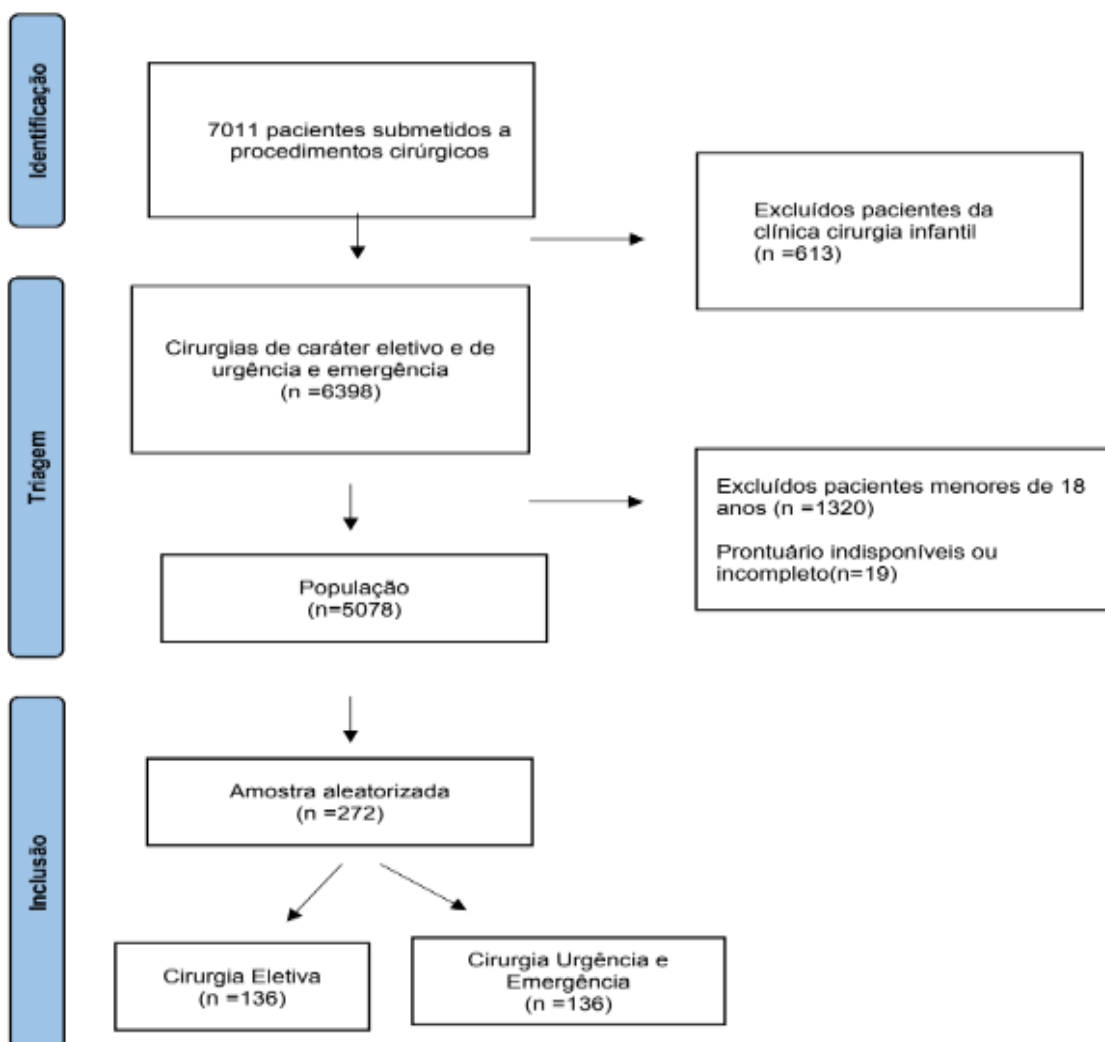 Identificação
7011 pacientes submetidos a
procedimentos cirúrgicos
Excluídos pacientes da
clínica cirurgia infantil
(n =613)
Triagem
Cirurgias de caráter eletivo e de
urgência e emergência
(n =6398)
Excluídos pacientes menores de 18
anos (n =1320)
Prontuário indisponíveis ou
incompleto(n=19)
População
(n=5078)
Inclusão
Amostra aleatorizada
(n =272)
Cirurgia Eletiva
(n =136)
Cirurgia Urgência e
Emergência
(n =136)